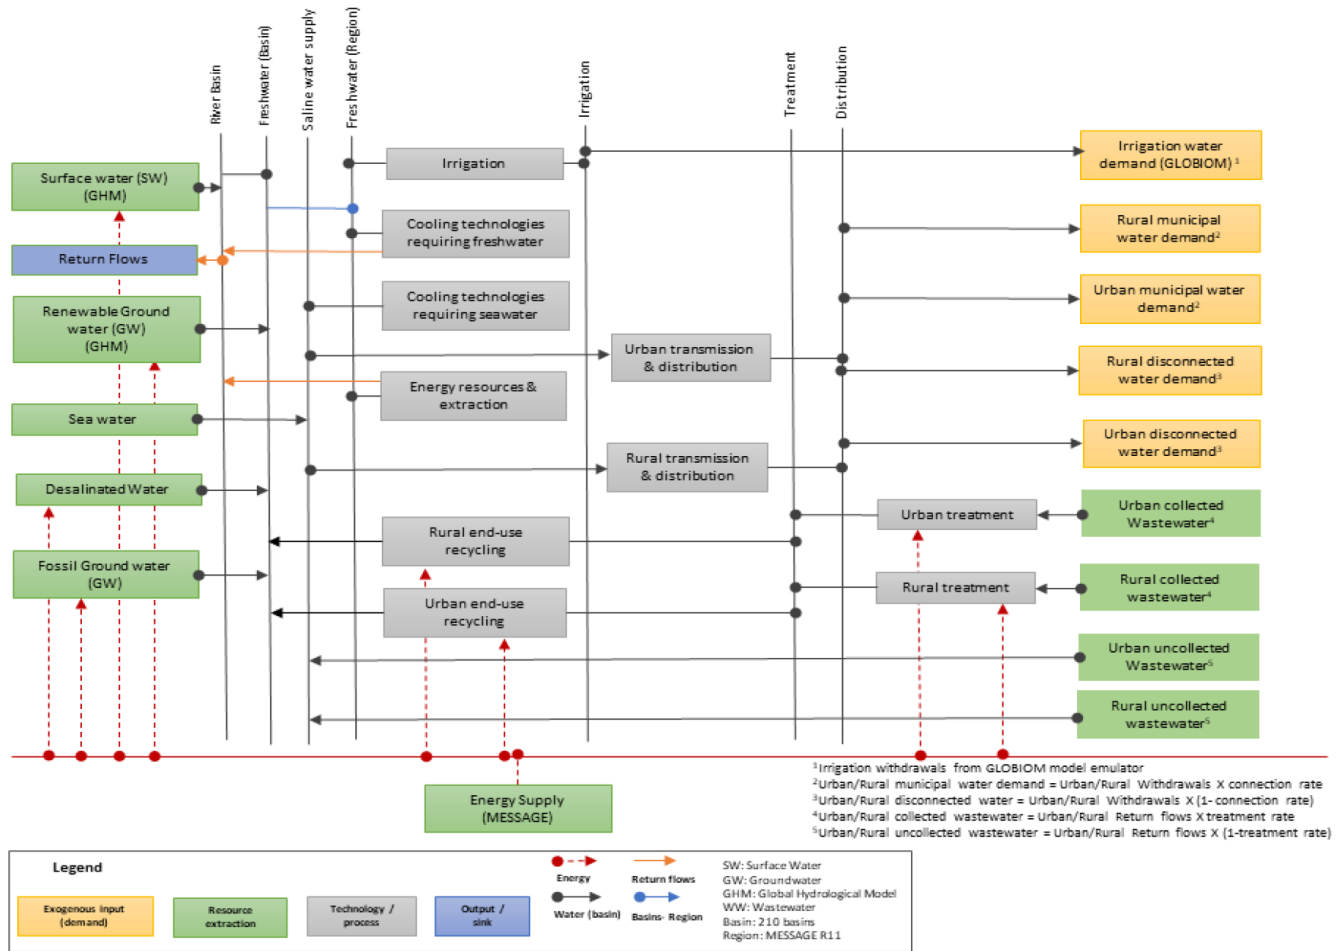 River Basin
Freshwater (Basin)
Saline water supply
Freshwater (Region)
Irrigation
Treatment
Distribution
Surface water (SW)
(GHM)
Return Flows
Renewable Ground
water (GW)
(GHM)
Sea water
Desalinated Water
Fossil Ground water
(GW)
Irrigation
Cooling technologies
requiring freshwater
Cooling technologies
requiring seawater
Energy resources &
extraction
Rural end-use
recycling
Urban end-use
recycling
Urban transmission
& distribution
Rural transmission
& distribution
Urban treatment
Rural treatment
Irrigation water
demand (GLOBIOM) ¹
Rural municipal
water demand²
Urban municipal water
demand²
Rural disconnected
water demand³
Urban disconnected
water demand³
Urban collected
Wastewater⁴
Rural collected
wastewater⁴
Urban uncollected
Wastewater⁵
Rural uncollected
wastewater⁵
Energy Supply
(MESSAGE)
¹Irrigation withdrawals from GLOBIOM model emulator
²Urban/Rural municipal water demand = Urban/Rural Withdrawals X connection rate
³Urban/Rural disconnected water = Urban/Rural Withdrawals X (1- connection rate)
⁴Urban/Rural collected wastewater = Urban/Rural Return flows X treatment rate
⁵Urban/Rural uncollected wastewater = Urban/Rural Return flows X (1-treatment rate)
Legend
Exogenous input
(demand)
Resource
extraction
Technology /
process
Output /
sink
Energy
Return flows
Water (basin)
Basins- Region
SW: Surface Water
GW: Groundwater
GHM: Global Hydrological Model
WW: Wastewater
Basin: 210 basins
Region: MESSAGE R11